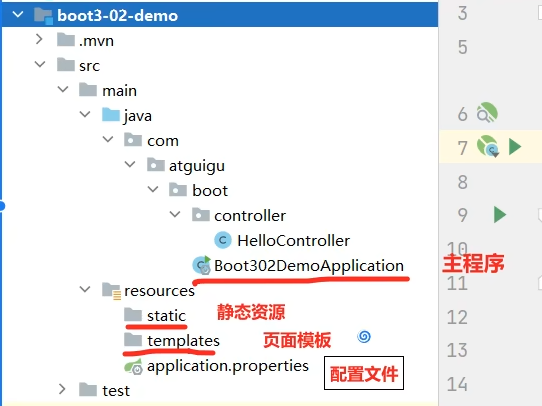 boot3-02-demo
3
.mvn
4
src
5
main
java
6
com
7
atguigu
8
boot
controller
9
HelloController
10
Boot302DemoApplication
主程序
11
resources
static
静态资源
12
templates
页面模板
13
application.properties
配置文件
14
test